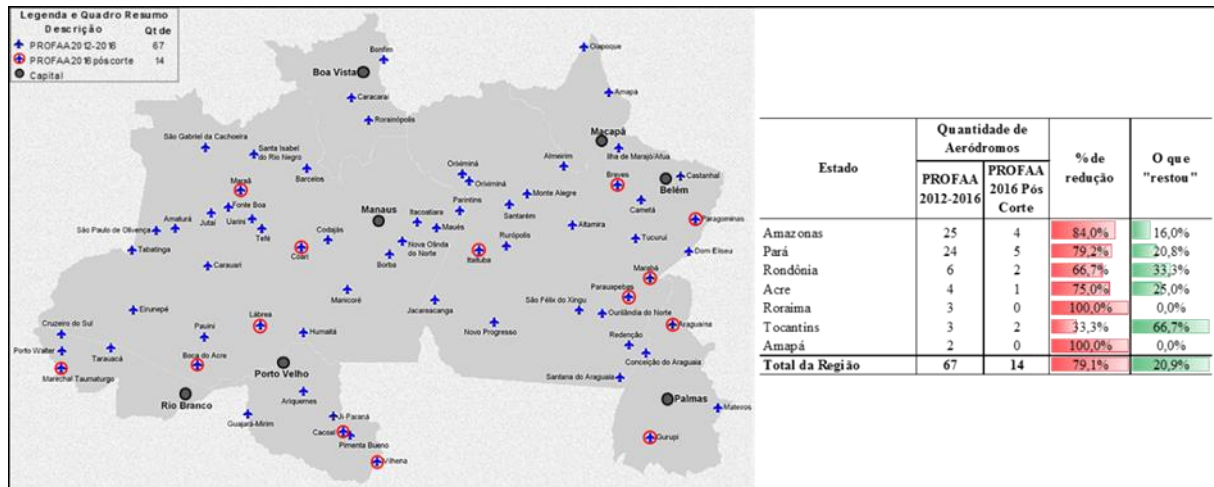 Legenda e Quadro Resumo
Descrição Qt de
PROFAA2012-2016 67
PROFAA2016 pós corte 14
Capital
Bonfim
Oiapoque
Boa Vista
Amapá
Caracaraí
Rorainópolis
Macapá
São Gabriel da Cachoeira
Santa Isabel
do Rio Negro
Ilha de Marajó/Afuá
Almeirim
Barcelos
Oriximiná
Oriximiná
Breves
Belém
Castanhal
Maraã
Monte Alegre
Fonte Boa
Parintins
Santarém
Cametá
Paragominas
Amaturá
Jutaí
Uarini
Manaus
Itacoatiara
Maués
Altamira
São Paulo de Olivença
Tefé
Codajás
Tucuruí
Tabatinga
Coari
Nova Olinda
do Norte
Rurópolis
Itaituba
Dom Eliseu
Borba
Carauari
Marabá
Manicoré
Parauapebas
Jacareacanga
São Félix do Xingu
Ourilândia do Norte
Eirunepé
Lábrea
Novo Progresso
Araguaína
Cruzeiro do Sul
Pauini
Humaitá
Redenção
Porto Walter
Tarauacá
Conceição do Araguaia
Boca do Acre
Marechal Taumaturgo
Porto Velho
Santana do Araguaia
Rio Branco
Ariquemes
Palmas
Mateiros
Guajará-Mirim
Ji-Paraná
Cacoal
Pimenta Bueno
Gurupi
Vilhena
Estado
Quantidade de
Aeródromos
PROFAA
2012-2016
PROFAA
2016 Pós
Corte
% de
redução
O que
"restou"
Amazonas 25 4 84,0% 16,0%
Pará 24 5 79,2% 20,8%
Rondônia 6 2 66,7% 33,3%
Acre 4 1 75,0% 25,0%
Roraima 3 0 100,0% 0,0%
Tocantins 3 2 33,3% 66,7%
Amapá 2 0 100,0% 0,0%
Total da Região 67 14 79,1% 20,9%